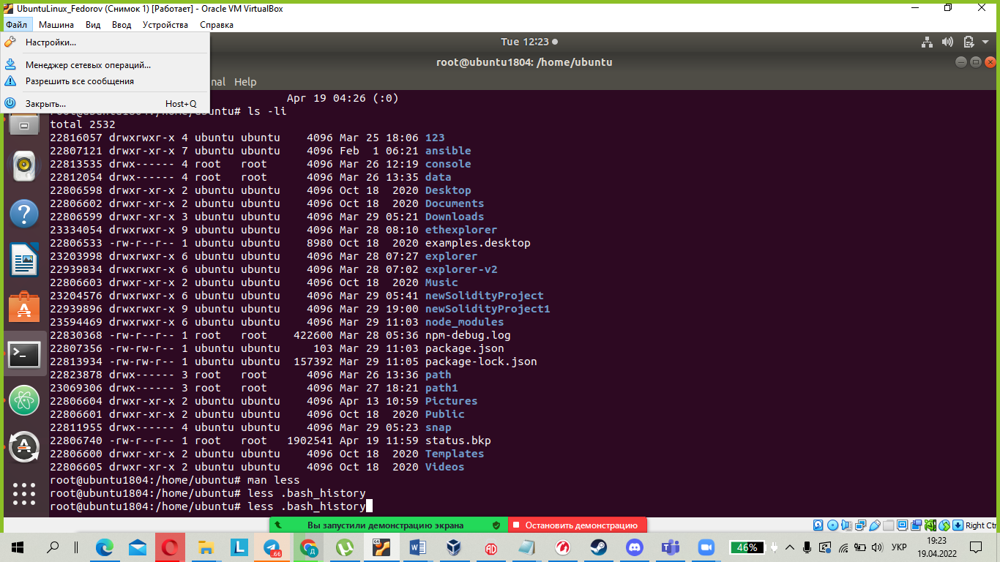 UbuntuLinux_Fedorov (Снимок 1) [Работает] - Oracle VM VirtualBox
Файл Машина Вид Ввод Устройства Справка
Настройки...
Менеджер сетевых операций...
Разрешить все сообщения
Закрыть... Host+Q
Tue 12:23
root@ubuntu1804: /home/ubuntu
nal Help
Apr 19 04:26 (:0)
root@ubuntu1804:/home/ubuntu# ls -li
total 2532
22816057 drwxrwxr-x 4 ubuntu ubuntu 4096 Mar 25 18:06 123
22807121 drwxr-xr-x 7 ubuntu ubuntu 4096 Feb 1 06:21 ansible
22813535 drwx------ 4 root root 4096 Mar 26 12:19 console
22812054 drwx------ 4 root root 4096 Mar 26 13:35 data
22806598 drwxr-xr-x 2 ubuntu ubuntu 4096 Oct 18 2020 Desktop
22806602 drwxr-xr-x 2 ubuntu ubuntu 4096 Oct 18 2020 Documents
22806599 drwxr-xr-x 3 ubuntu ubuntu 4096 Mar 29 05:21 Downloads
23334054 drwxrwxr-x 9 ubuntu ubuntu 4096 Mar 28 08:10 ethexplorer
22806533 -rw-r--r-- 1 ubuntu ubuntu 8980 Oct 18 2020 examples.desktop
23203998 drwxrwxr-x 6 ubuntu ubuntu 4096 Mar 28 07:27 explorer
22939834 drwxrwxr-x 6 ubuntu ubuntu 4096 Mar 28 07:02 explorer-v2
22806603 drwxr-xr-x 2 ubuntu ubuntu 4096 Oct 18 2020 Music
23204576 drwxrwxr-x 6 ubuntu ubuntu 4096 Mar 29 05:41 newSolidityProject
22939896 drwxrwxr-x 9 ubuntu ubuntu 4096 Mar 29 19:00 newSolidityProject1
23594469 drwxrwxr-x 6 ubuntu ubuntu 4096 Mar 29 11:03 node_modules
22830368 -rw-r--r-- 1 root root 422600 Mar 28 05:36 npm-debug.log
22807356 -rw-rw-r-- 1 ubuntu ubuntu 103 Mar 29 11:03 package.json
22813934 -rw-rw-r-- 1 ubuntu ubuntu 157392 Mar 29 11:05 package-lock.json
22823878 drwx------ 3 root root 4096 Mar 26 13:36 path
23069306 drwx------ 3 root root 4096 Mar 27 18:21 path1
22806604 drwxr-xr-x 2 ubuntu ubuntu 4096 Apr 13 10:59 Pictures
22806601 drwxr-xr-x 2 ubuntu ubuntu 4096 Oct 18 2020 Public
22811955 drwx------ 4 ubuntu ubuntu 4096 Mar 29 05:23 snap
22806740 -rw-r--r-- 1 root root 1902541 Apr 19 11:59 status.bkp
22806600 drwxr-xr-x 2 ubuntu ubuntu 4096 Oct 18 2020 Templates
22806605 drwxr-xr-x 2 ubuntu ubuntu 4096 Oct 18 2020 Videos
root@ubuntu1804:/home/ubuntu# man less
root@ubuntu1804:/home/ubuntu# less .bash_history
root@ubuntu1804:/home/ubuntu# less .bash_history
Вы запустили демонстрацию экрана Остановить демонстрацию
Right Ctrl
46% УКР 19:23
19.04.2022